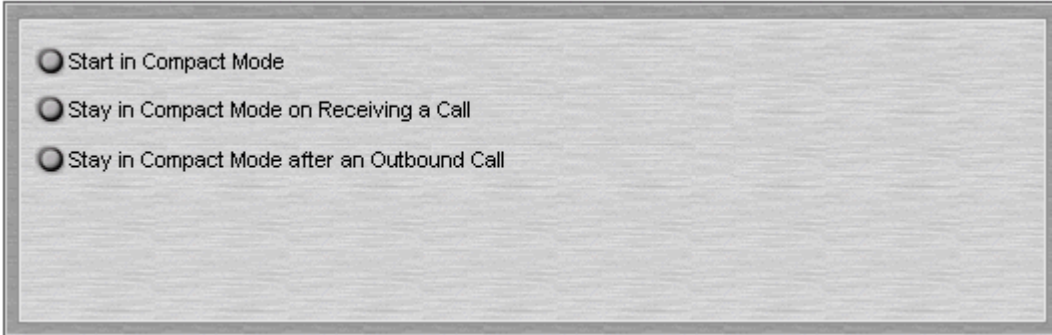 Start in Compact Mode
Stay in Compact Mode on Receiving a Call
Stay in Compact Mode after an Outbound Call